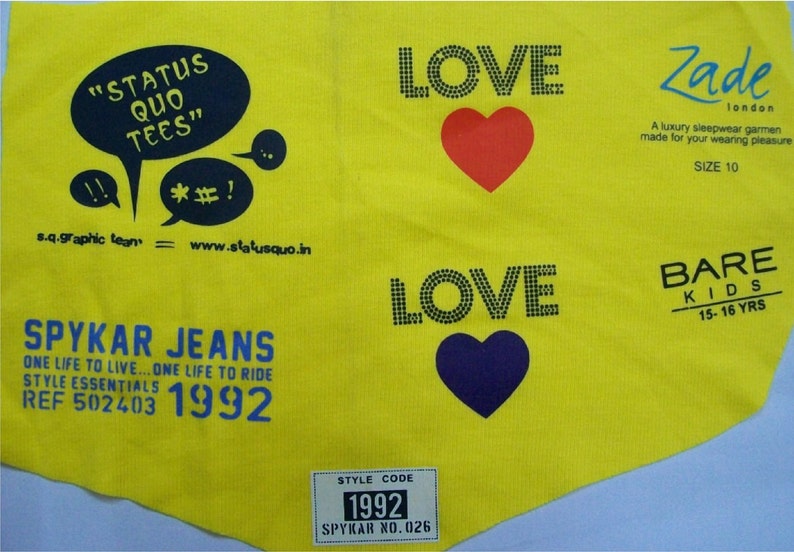 "STATUS
QUO
TEES"
!!
*#!
s.q.graphic team = www.statusquo.in
LOVE
Zade
london
A luxury sleepwear garmen
made for your wearing pleasure
SIZE 10
LOVE
BARE
KIDS
15-16 YRS
SPYKAR JEANS
ONE LIFE TO LIVE...ONE LIFE TO RIDE
STYLE ESSENTIALS
REF 502403 1992
STYLE CODE
1992
SPYKAR NO.026